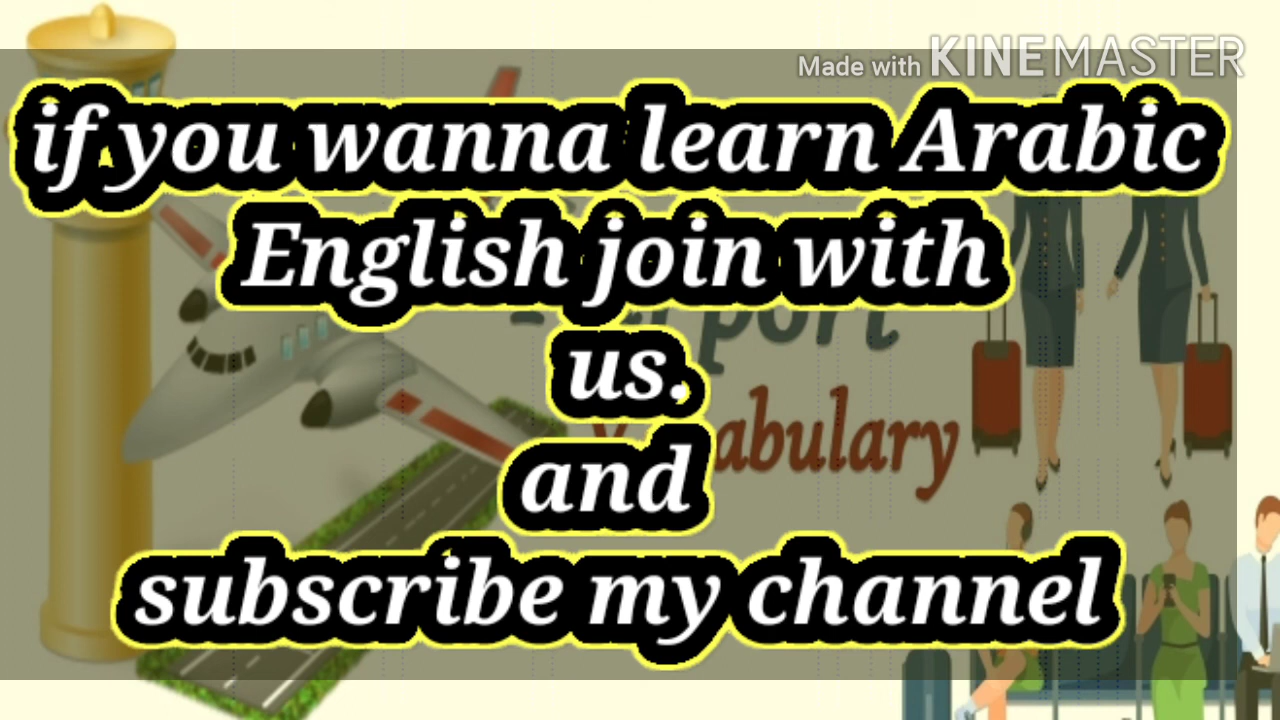 Made with KINEMASTER
if you wanna learn Arabic
English join with
us.
and
subscribe my channel